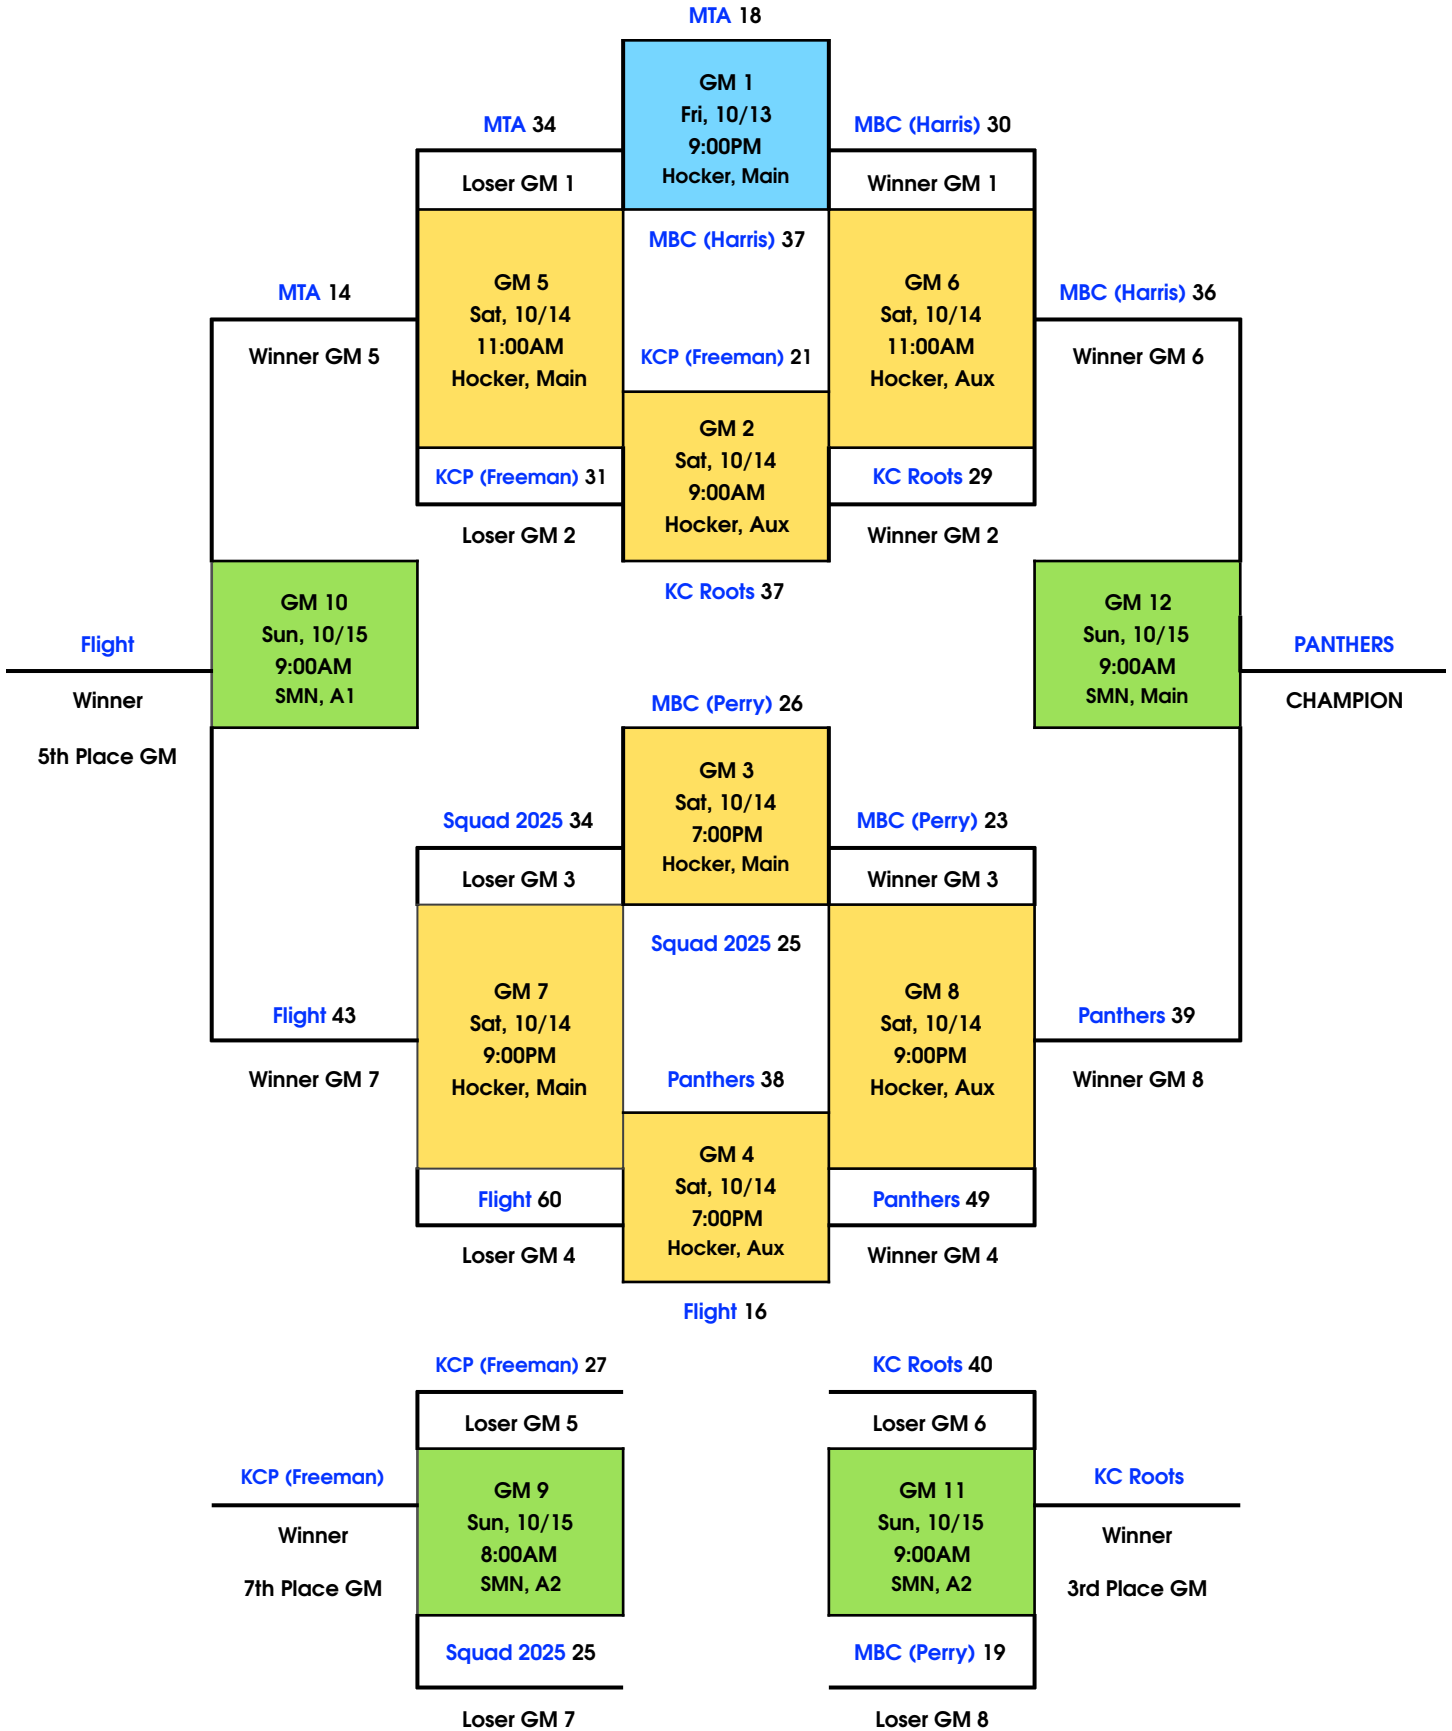 MTA 18
GM 1
Fri, 10/13
9:00PM
Hocker, Main
MTA 34
Loser GM 1
MBC (Harris) 30
Winner GM 1
MBC (Harris) 37
GM 5
Sat, 10/14
11:00AM
Hocker, Main
GM 6
Sat, 10/14
11:00AM
Hocker, Aux
MTA 14
Winner GM 5
MBC (Harris) 36
Winner GM 6
KCP (Freeman) 21
GM 2
Sat, 10/14
9:00AM
Hocker, Aux
KCP (Freeman) 31
Loser GM 2
KC Roots 29
Winner GM 2
KC Roots 37
GM 10
Sun, 10/15
9:00AM
SMN, A1
GM 12
Sun, 10/15
9:00AM
SMN, Main
Flight
Winner
5th Place GM
PANTHERS
CHAMPION
MBC (Perry) 26
GM 3
Sat, 10/14
7:00PM
Hocker, Main
Squad 2025 34
Loser GM 3
MBC (Perry) 23
Winner GM 3
Squad 2025 25
GM 7
Sat, 10/14
9:00PM
Hocker, Main
GM 8
Sat, 10/14
9:00PM
Hocker, Aux
Flight 43
Winner GM 7
Panthers 39
Winner GM 8
Panthers 38
GM 4
Sat, 10/14
7:00PM
Hocker, Aux
Flight 60
Loser GM 4
Panthers 49
Winner GM 4
Flight 16
KCP (Freeman) 27
Loser GM 5
GM 9
Sun, 10/15
8:00AM
SMN, A2
KCP (Freeman)
Winner
7th Place GM
Squad 2025 25
Loser GM 7
KC Roots 40
Loser GM 6
GM 11
Sun, 10/15
9:00AM
SMN, A2
KC Roots
Winner
3rd Place GM
MBC (Perry) 19
Loser GM 8